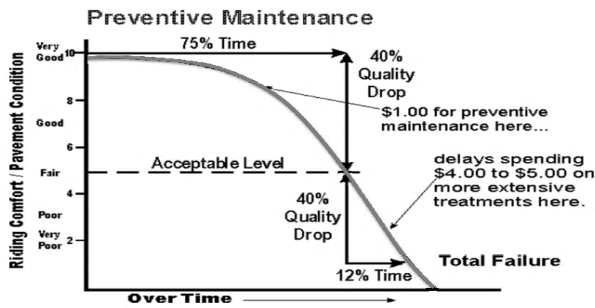 Preventive Maintenance
Riding Comfort / Pavement Condition
Very
Good 10
8
Good
6
Fair
4
Poor
Very
Poor 2
75% Time
40%
Quality
Drop
$1.00 for preventive
maintenance here...
Acceptable Level
delays spending
$4.00 to $5.00 on
more extensive
treatments here.
40%
Quality
Drop
12% Time
Total Failure
Over Time